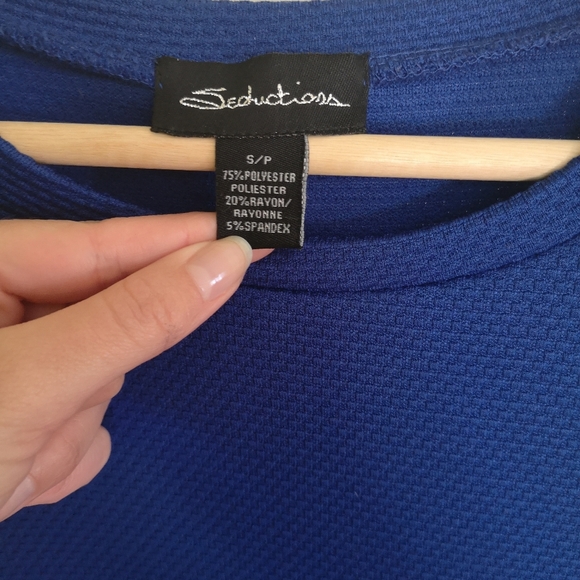 Seductions
S/P
75%POLYESTER
POLIESTER
20%RAYON/
RAYONNE
5%SPANDEX